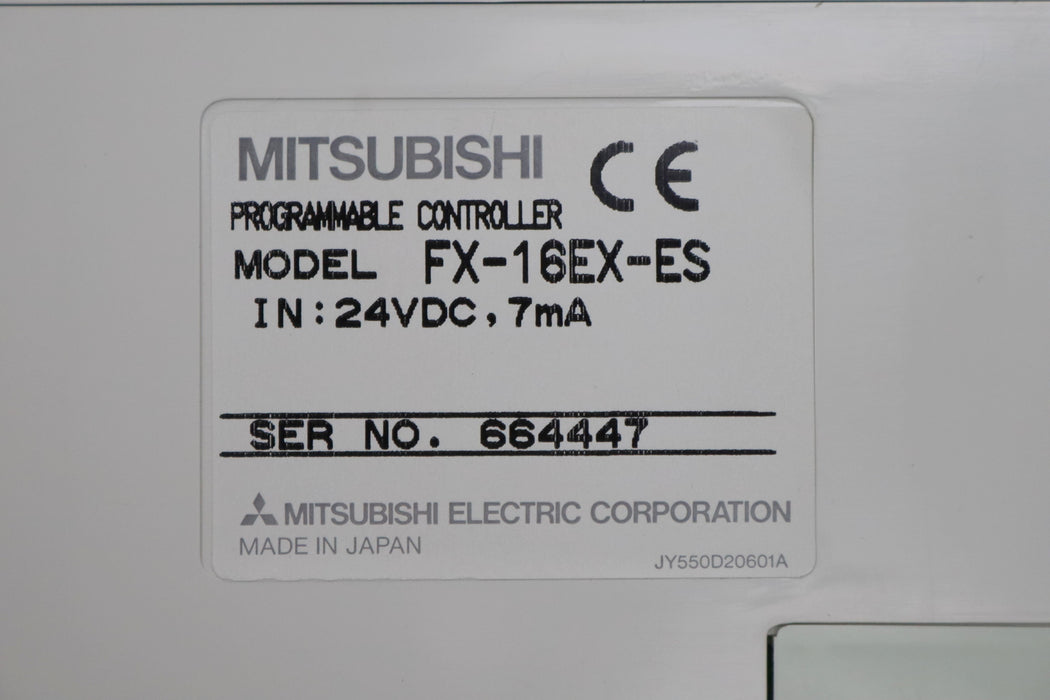 MITSUBISHI CE
PROGRAMMABLE CONTROLLER
MODEL FX-16EX-ES
IN:24VDC,7mA
SER NO. 664447
MITSUBISHI ELECTRIC CORPORATION
MADE IN JAPAN
JY550D20601A